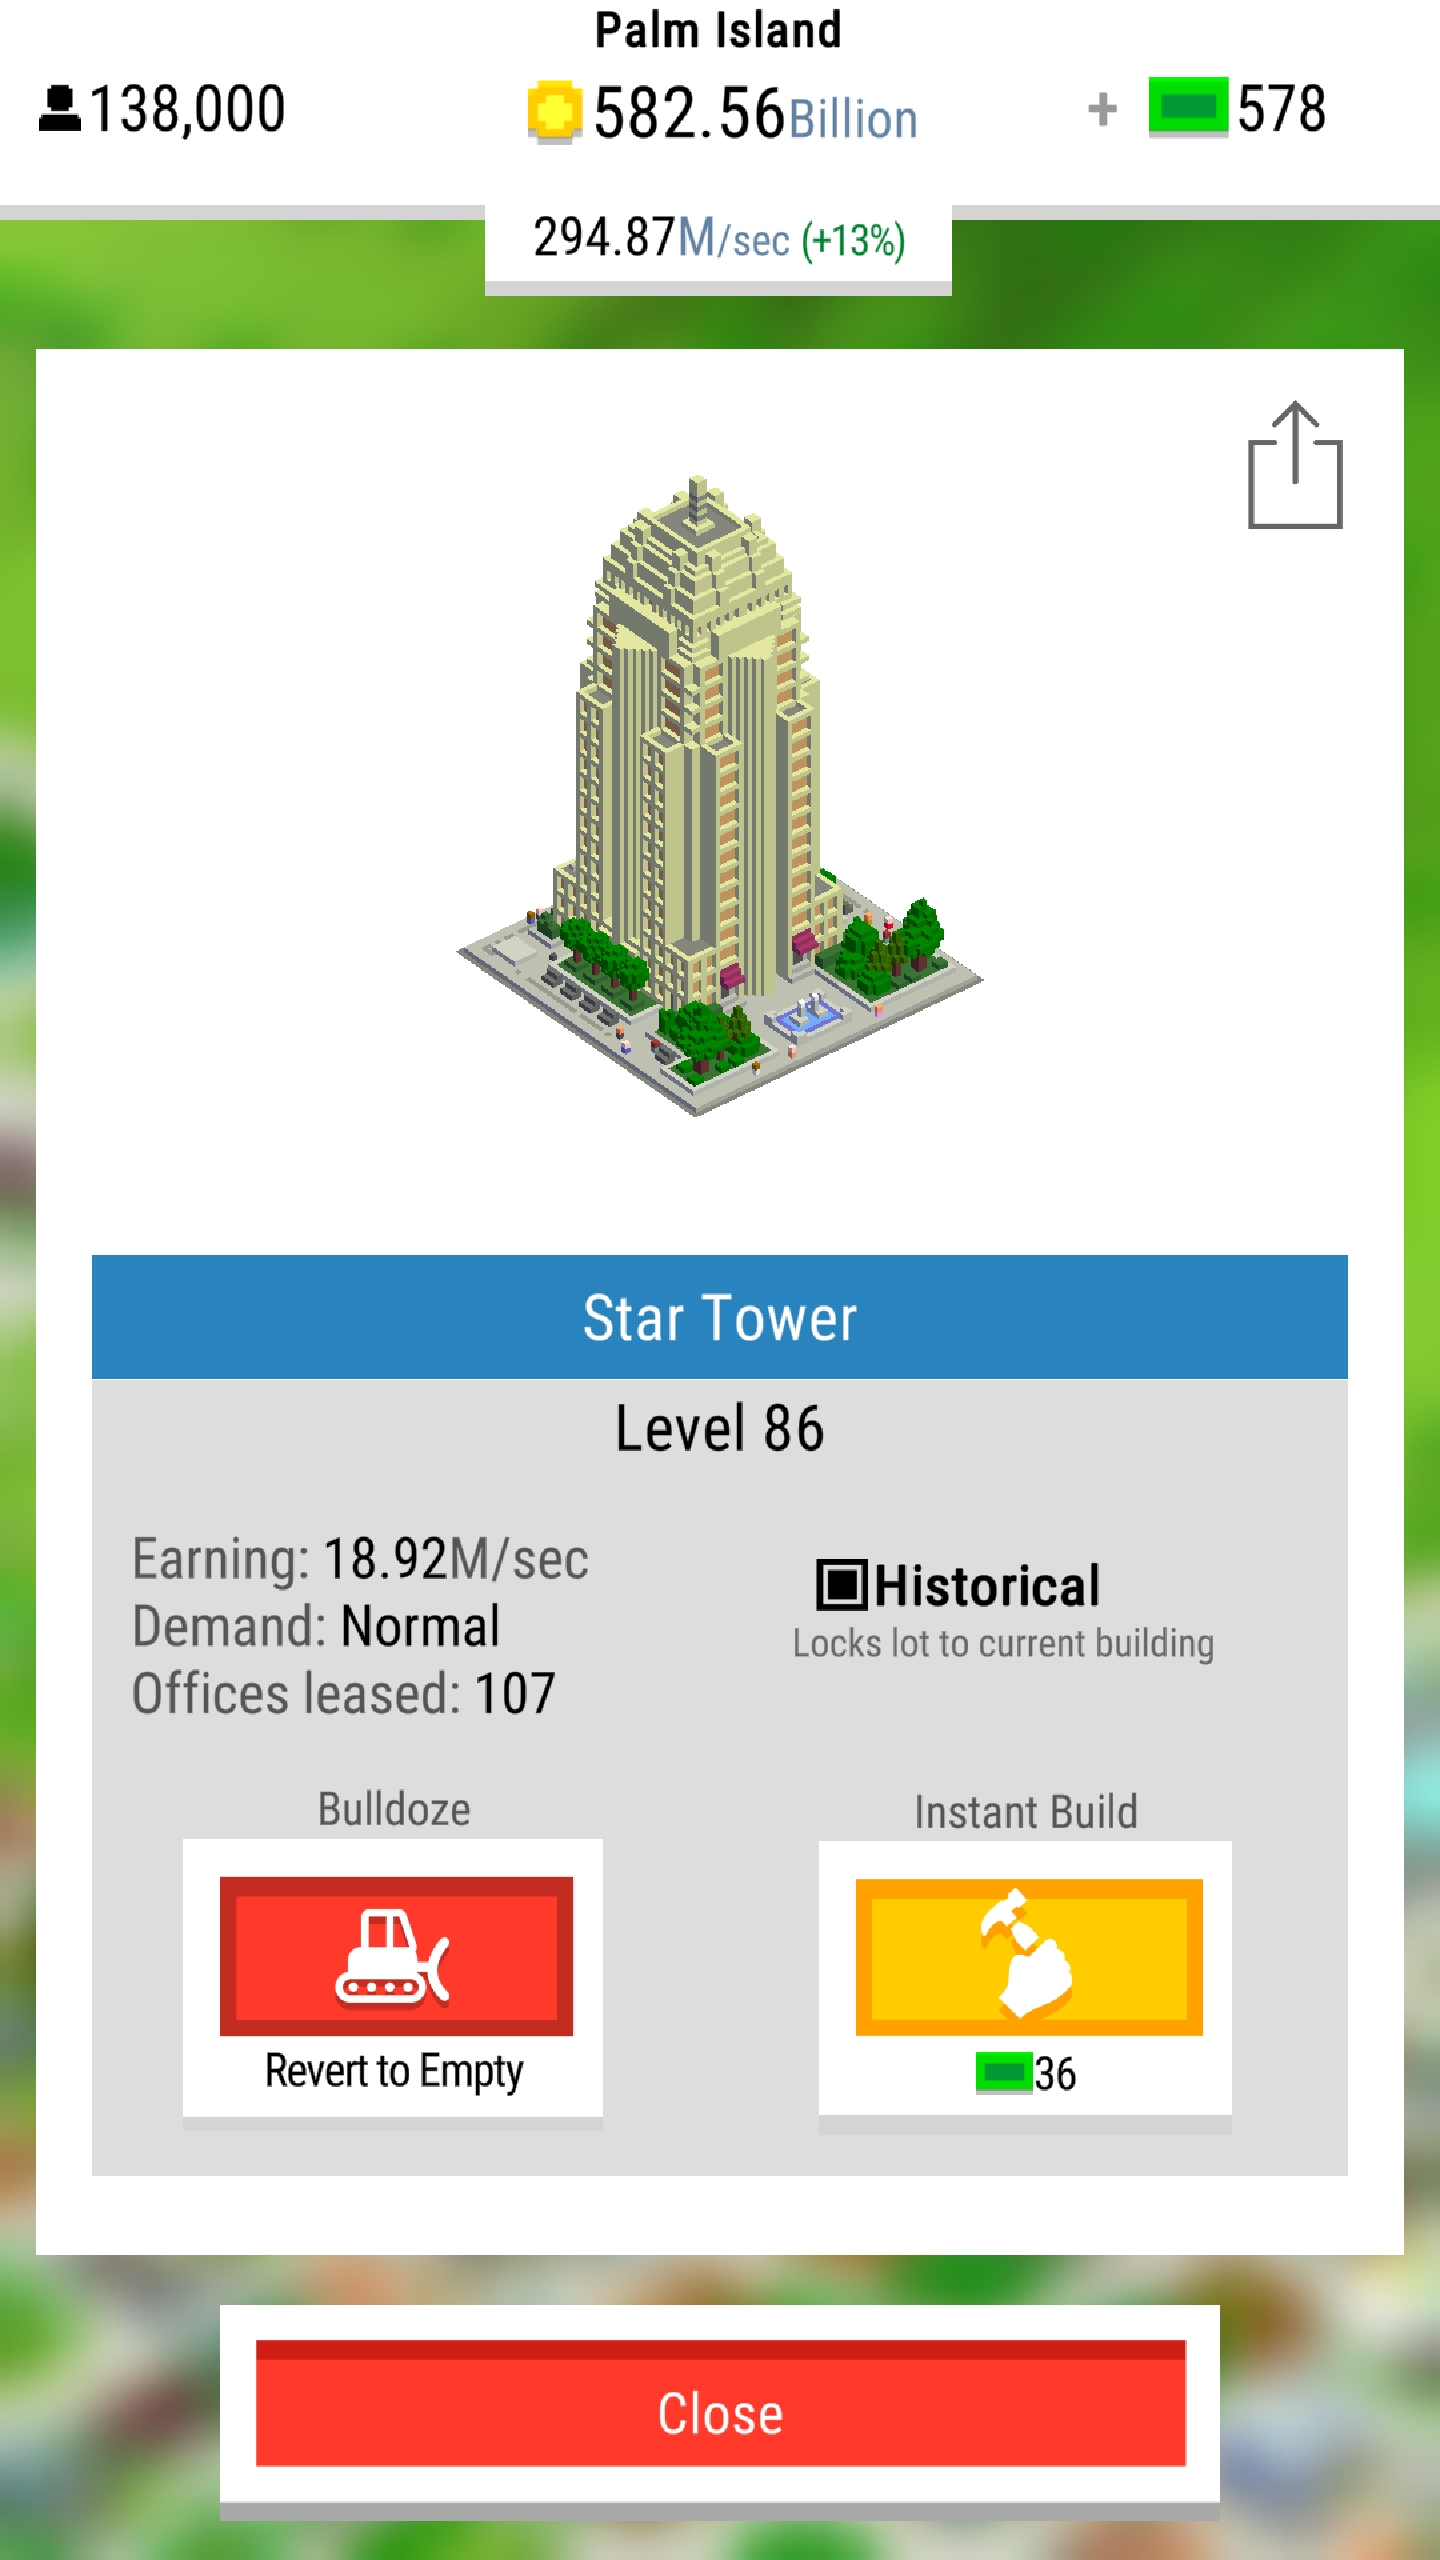 Palm Island
138,000
582.56Billion
+ 578
294.87M/sec (+13%)
Star Tower
Level 86
Earning: 18.92M/sec
Demand: Normal
Offices leased: 107
Historical
Locks lot to current building
Bulldoze
Revert to Empty
Instant Build
36
Close